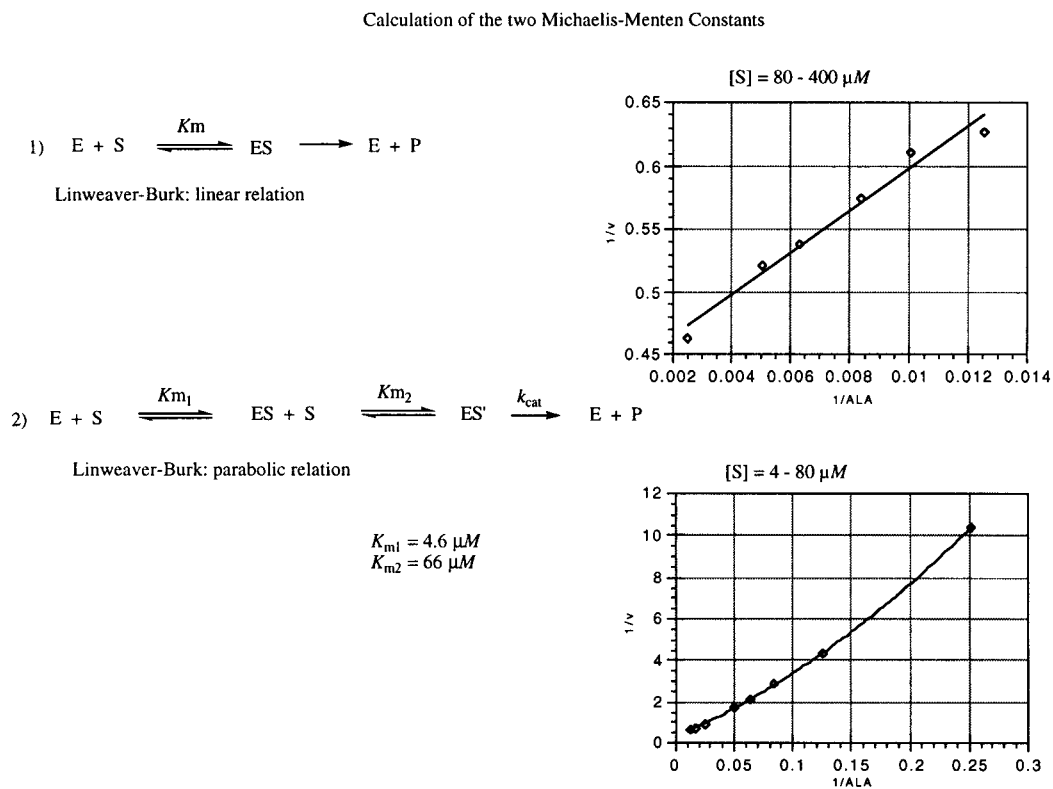 Calculation of the two Michaelis-Menten Constants
[S] = 80 - 400 μM
1) E + S Km ES E + P
Linweaver-Burk: linear relation
0.65
0.6
0.55
0.5
0.45
1/v
0.002 0.004 0.006 0.008 0.01 0.012 0.014
1/ALA
2) E + S Km1 ES + S Km2 ES' kcat E + P
Linweaver-Burk: parabolic relation
[S] = 4 - 80 μM
Km1 = 4.6 μM
Km2 = 66 μM
12
10
8
6
4
2
0
1/v
0 0.05 0.1 0.15 0.2 0.25 0.3
1/ALA